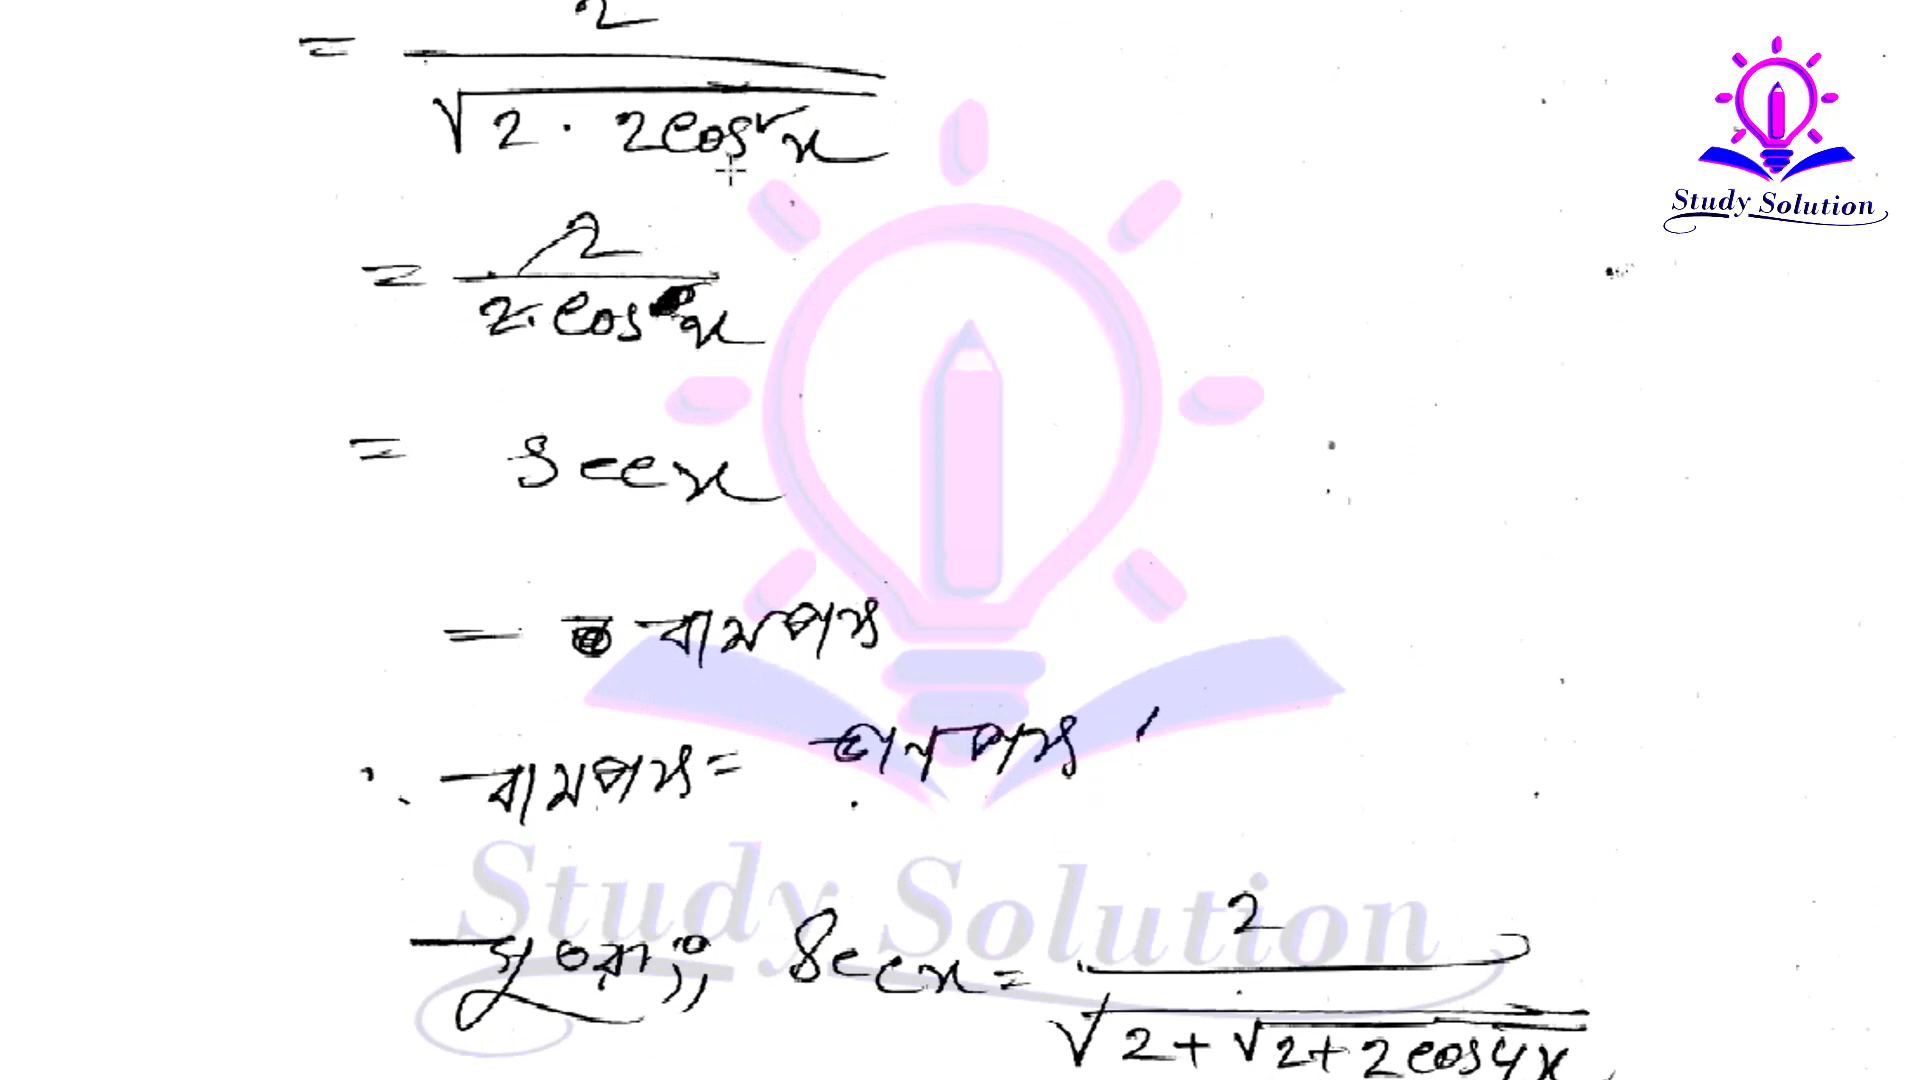 = 2 / √(2 · 2cos²x)
= 2 / 2.cosx
= secx
= বামপক্ষ
∴ বামপক্ষ = ডানপক্ষ
সুতরাং, secx = 2 / √(2+√(2+2cos4x))
Study Solution
Study Solution